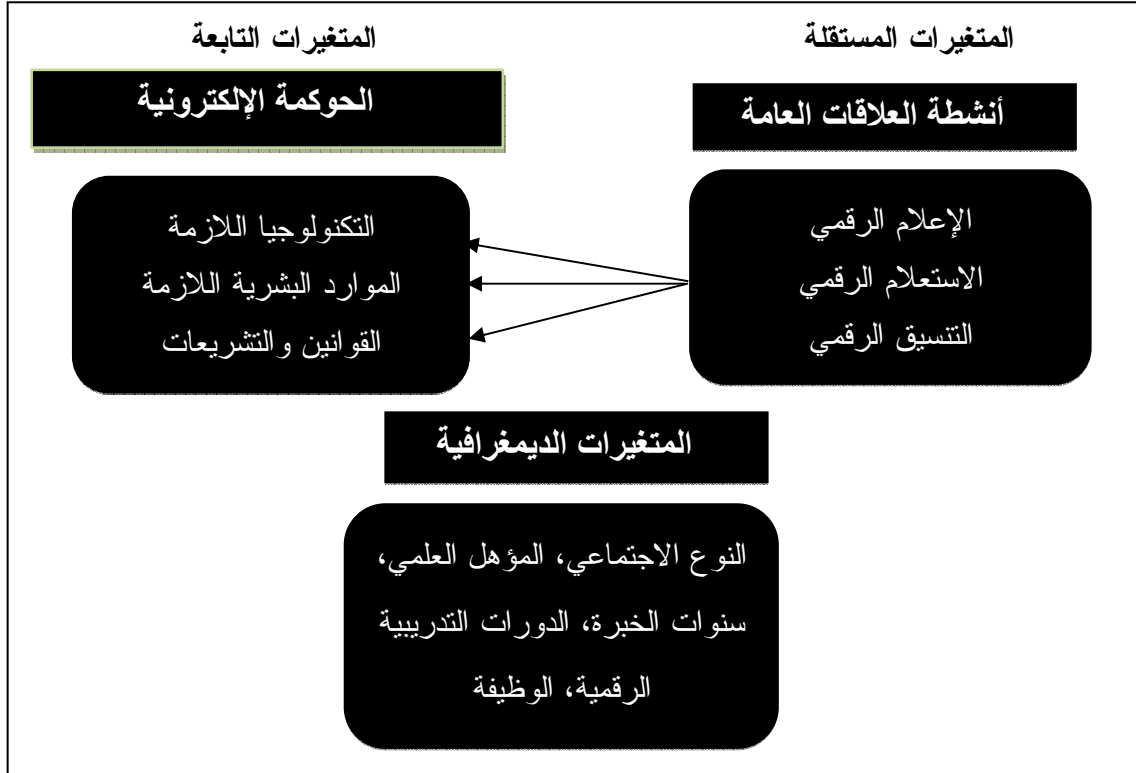 المتغيرات المستقلة
المتغيرات التابعة
أنشطة العلاقات العامة
الحوكمة الإلكترونية
الإعلام الرقمي
الاستعلام الرقمي
التنسيق الرقمي
التكنولوجيا اللازمة
الموارد البشرية اللازمة
القوانين والتشريعات
المتغيرات الديمغرافية
النوع الاجتماعي، المؤهل العلمي،
سنوات الخبرة، الدورات التدريبية
الرقمية، الوظيفة